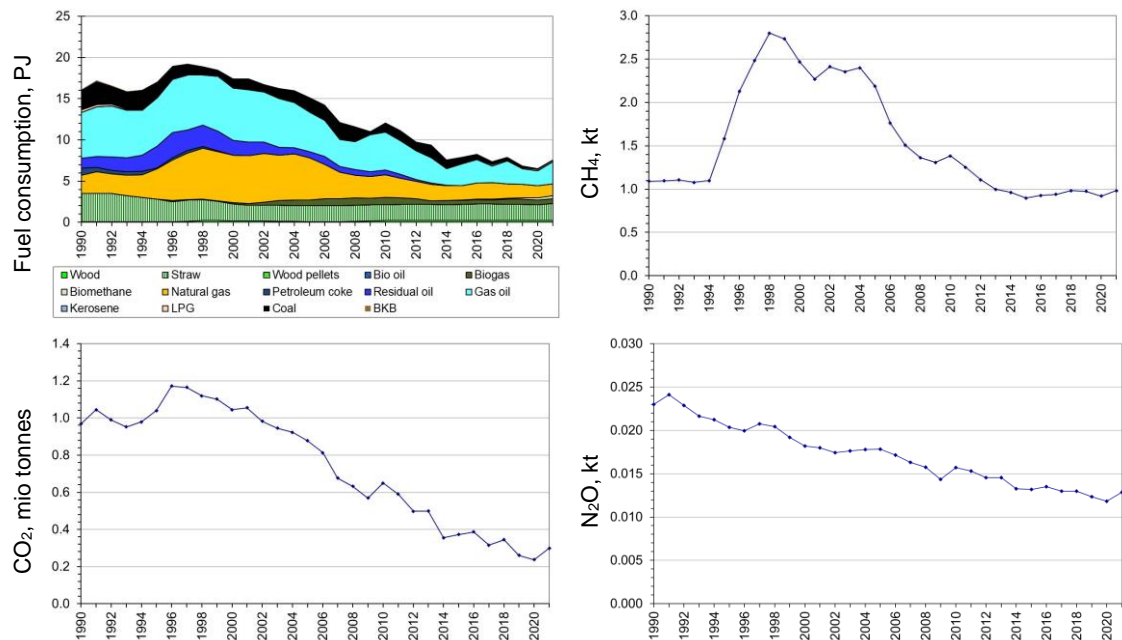 Fuel consumption, PJ
25
20
15
10
5
0
1990 1992 1994 1996 1998 2000 2002 2004 2006 2008 2010 2012 2014 2016 2018 2020
Wood Straw Wood pellets Bio oil Biogas
Biomethane Natural gas Petroleum coke Residual oil Gas oil
Kerosene LPG Coal BKB
CH₄, kt
3.0
2.5
2.0
1.5
1.0
0.5
0.0
1990 1992 1994 1996 1998 2000 2002 2004 2006 2008 2010 2012 2014 2016 2018 2020
CO₂, mio tonnes
1.4
1.2
1.0
0.8
0.6
0.4
0.2
0.0
1990 1992 1994 1996 1998 2000 2002 2004 2006 2008 2010 2012 2014 2016 2018 2020
N₂O, kt
0.030
0.025
0.020
0.015
0.010
0.005
0.000
1990 1992 1994 1996 1998 2000 2002 2004 2006 2008 2010 2012 2014 2016 2018 2020